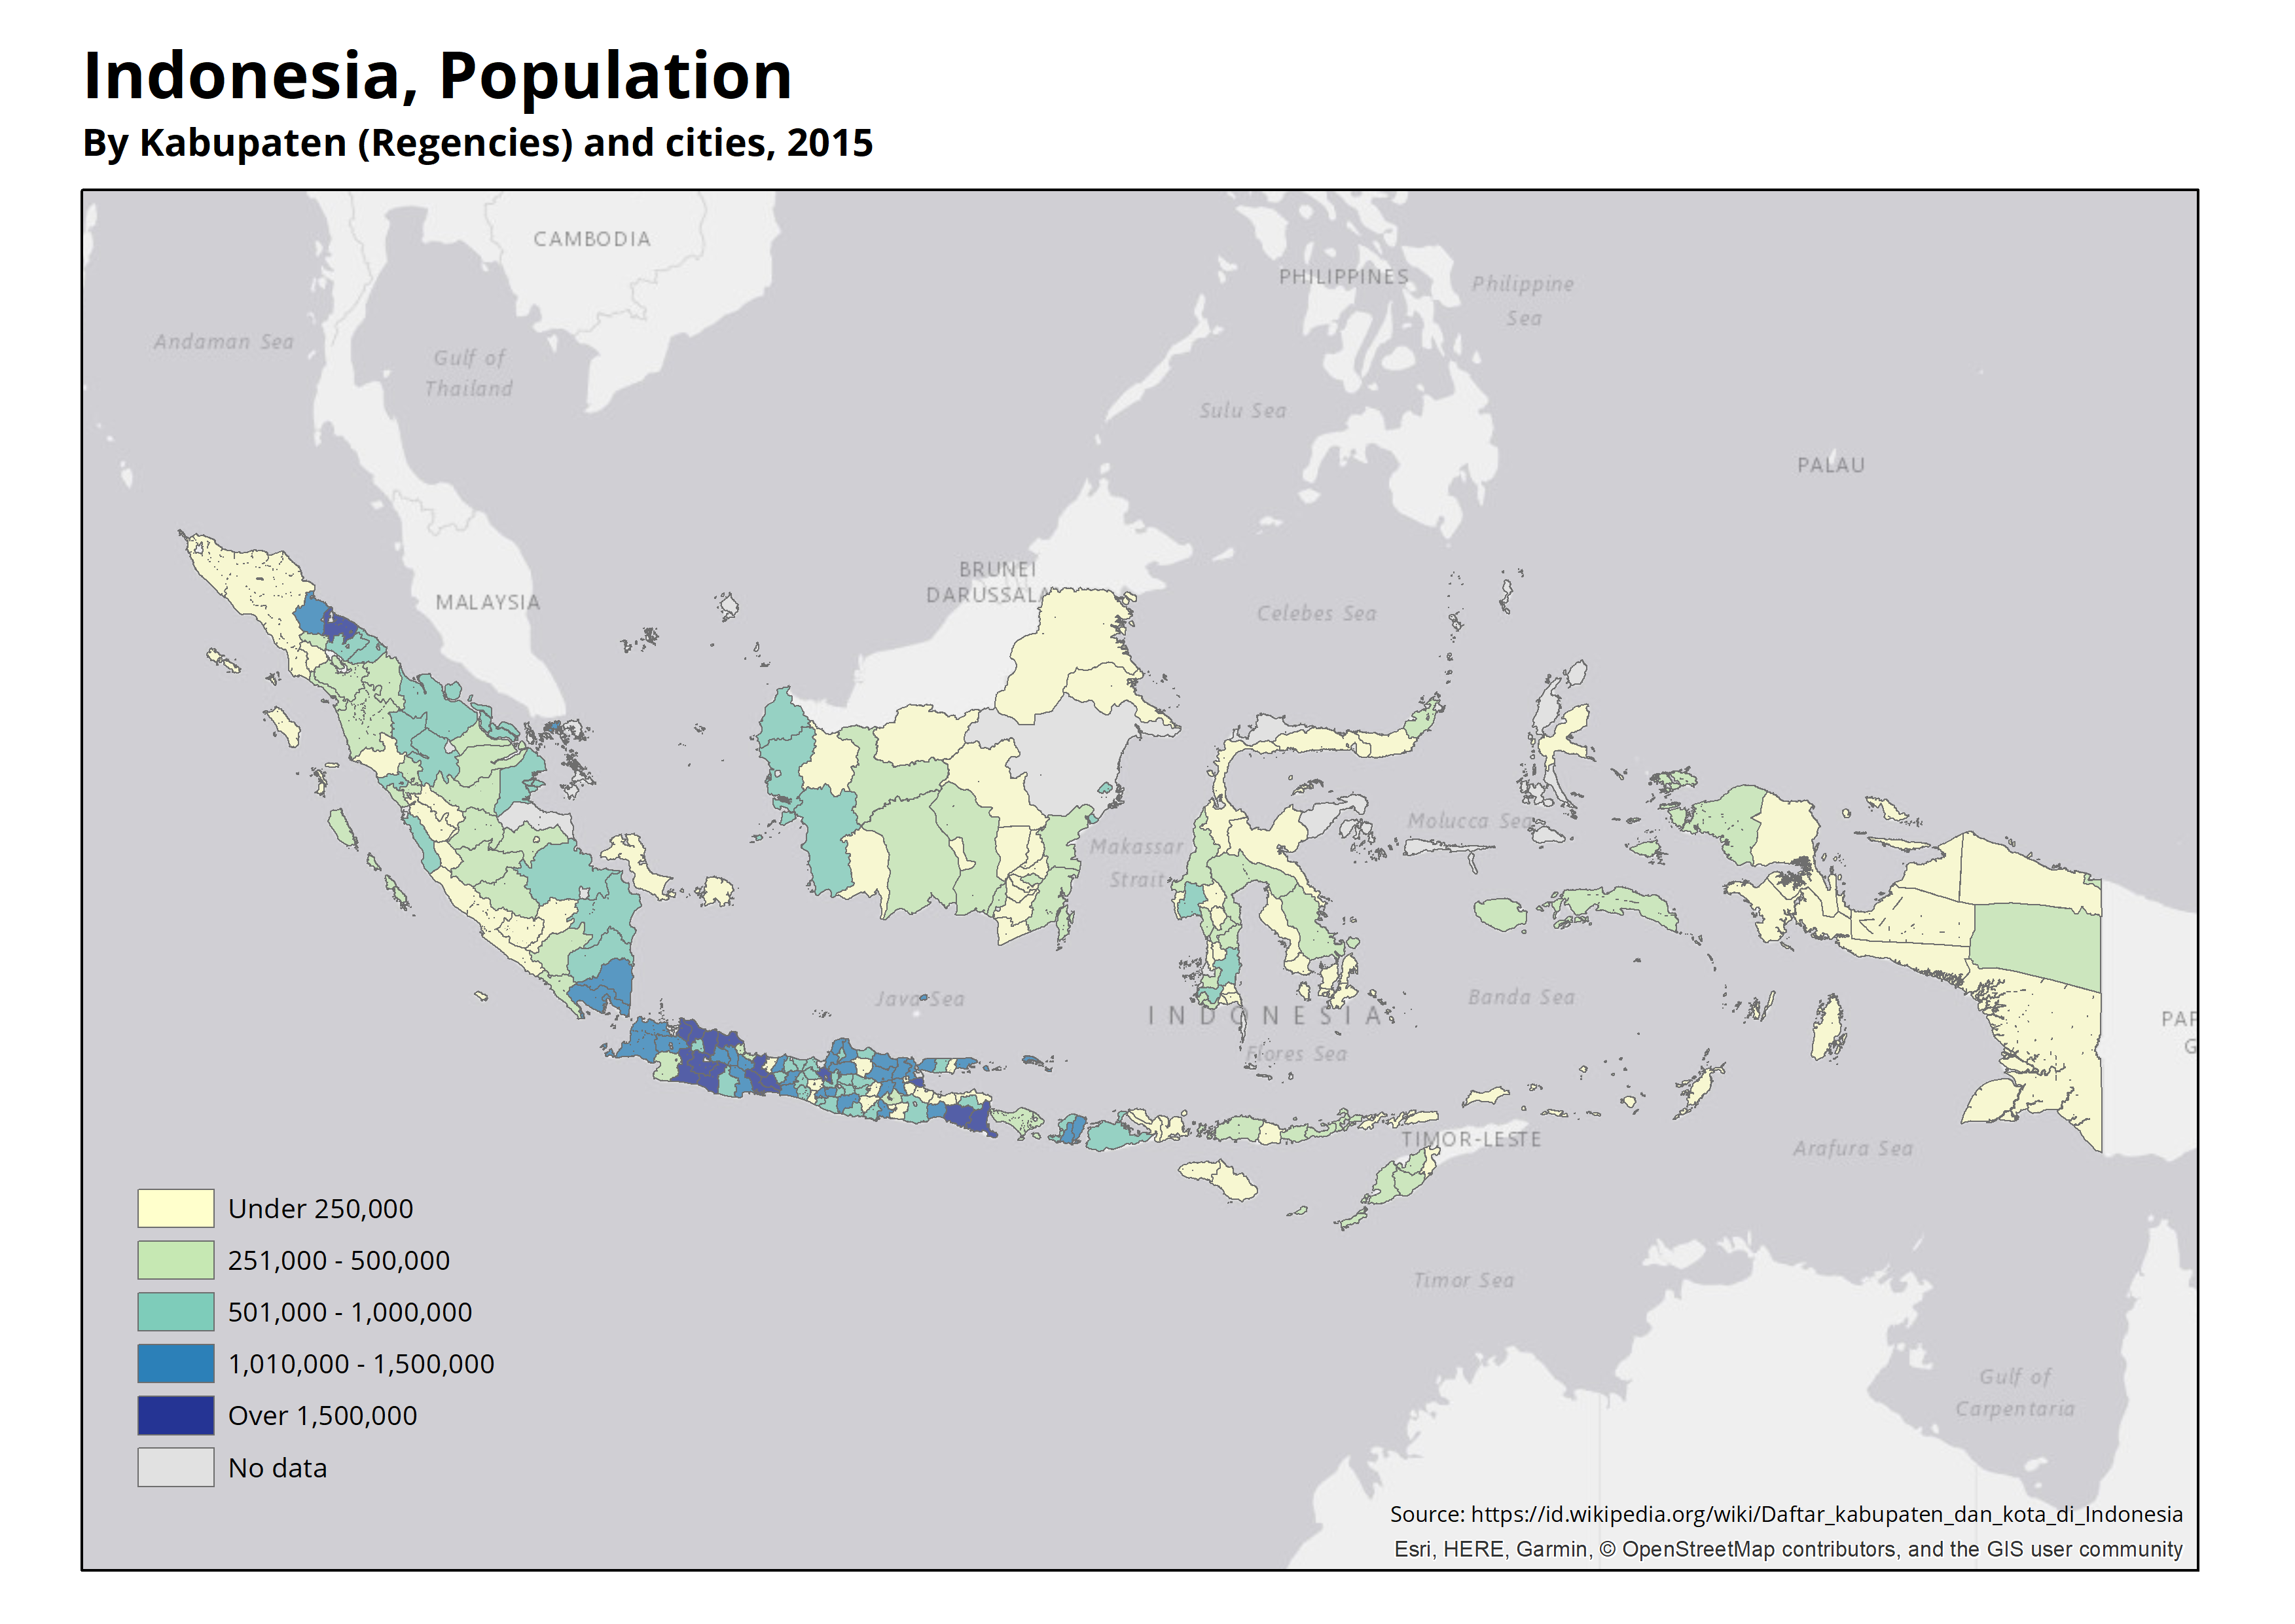 Indonesia, Population
By Kabupaten (Regencies) and cities, 2015
CAMBODIA
PHILIPPINES
Philippine
Sea
Andaman Sea
Gulf of
Thailand
Sulu Sea
PALAU
BRUNEI
DARUSSALA
MALAYSIA
Celebes Sea
Molucca Sea
Makassar
Strait
Java Sea
Banda Sea
INDONESIA
PAP
G
Flores Sea
TIMOR-LESTE
Arafura Sea
Timor Sea
Gulf of
Carpentaria
Under 250,000
251,000 - 500,000
501,000 - 1,000,000
1,010,000 - 1,500,000
Over 1,500,000
No data
Source: https://id.wikipedia.org/wiki/Daftar_kabupaten_dan_kota_di_Indonesia
Esri, HERE, Garmin, © OpenStreetMap contributors, and the GIS user community